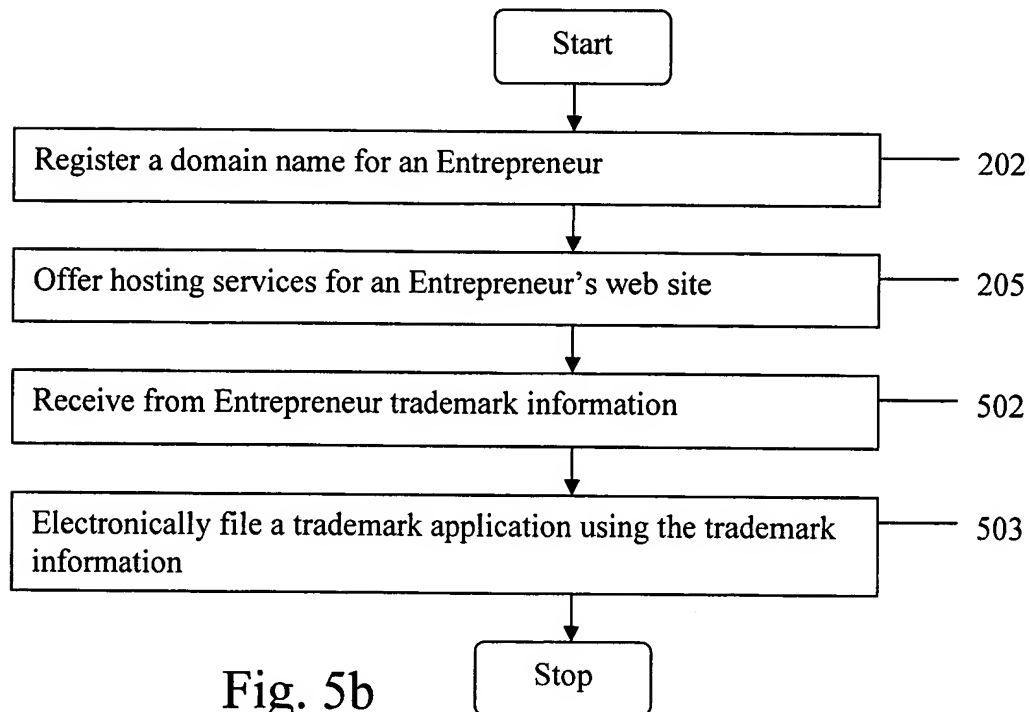 Start
Register a domain name for an Entrepreneur
202
Offer hosting services for an Entrepreneur's web site
205
Receive from Entrepreneur trademark information
502
Electronically file a trademark application using the trademark
information
503
Stop
Fig. 5b